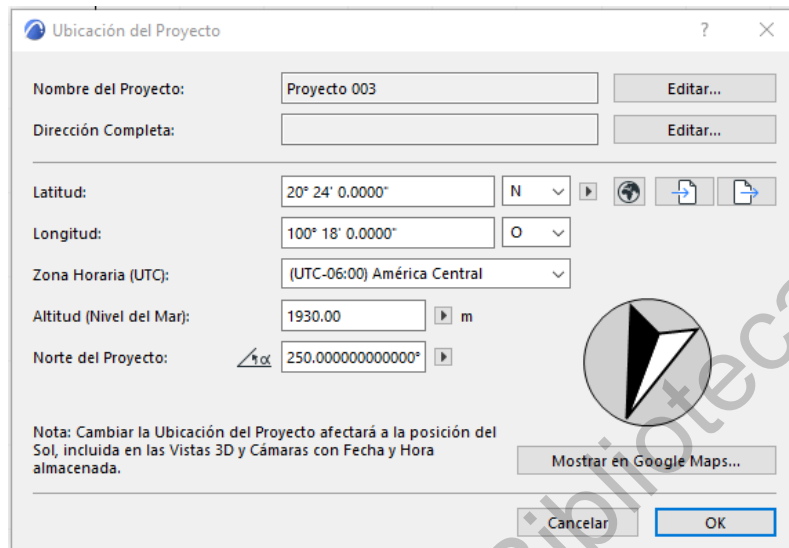 Ubicación del Proyecto ?
Nombre del Proyecto: Proyecto 003 Editar...
Dirección Completa: Editar...
Latitud: 20° 24' 0.0000" N
Longitud: 100° 18' 0.0000" O
Zona Horaria (UTC): (UTC-06:00) América Central
Altitud (Nivel del Mar): 1930.00 m
Norte del Proyecto: α 250.000000000000°
Nota: Cambiar la Ubicación del Proyecto afectará a la posición del
Sol, incluida en las Vistas 3D y Cámaras con Fecha y Hora
almacenada.
Mostrar en Google Maps...
Cancelar OK
Biblioteca